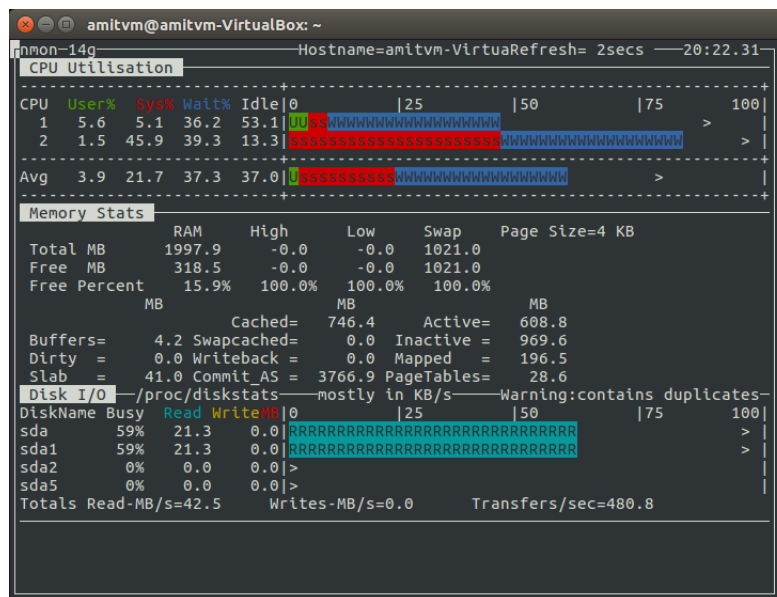 amitvm@amitvm-VirtualBox: ~
nmon─14g─────────────────────Hostname=amitvm-VirtuaRefresh= 2secs ───20:22.31─
CPU Utilisation
---------------------------+-------------------------------------------------+
CPU  User%  Sys% Wait% Idle|0          |25         |50          |75       100|
  1   5.6   5.1  36.2  53.1|UUssWWWWWWWWWWWWWWWWWW                     >     |
  2   1.5  45.9  39.3  13.3|ssssssssssssssssssssssWWWWWWWWWWWWWWWWWWW      > |
---------------------------+-------------------------------------------------+
Avg   3.9  21.7  37.3  37.0|UssssssssssWWWWWWWWWWWWWWWWWW         >          |
---------------------------+-------------------------------------------------+
Memory Stats
RAM     High      Low     Swap    Page Size=4 KB
Total MB      1997.9     -0.0     -0.0   1021.0
Free  MB       318.5     -0.0     -0.0   1021.0
Free Percent     15.9%   100.0%   100.0%   100.0%
MB                  MB                  MB
Cached=   746.4     Active=   608.8
Buffers=     4.2 Swapcached=     0.0  Inactive =   969.6
Dirty  =     0.0 Writeback =     0.0  Mapped   =   196.5
Slab   =    41.0 Commit_AS =  3766.9 PageTables=    28.6
Disk I/O ──/proc/diskstats────mostly in KB/s─────Warning:contains duplicates─
DiskName Busy  Read WriteMB|0          |25         |50          |75       100|
sda       59%   21.3    0.0|RRRRRRRRRRRRRRRRRRRRRRRRRRRRRR                 > |
sda1      59%   21.3    0.0|RRRRRRRRRRRRRRRRRRRRRRRRRRRRRR                 > |
sda2       0%    0.0    0.0|>                                                |
sda5       0%    0.0    0.0|>                                                |
Totals Read-MB/s=42.5     Writes-MB/s=0.0      Transfers/sec=480.8